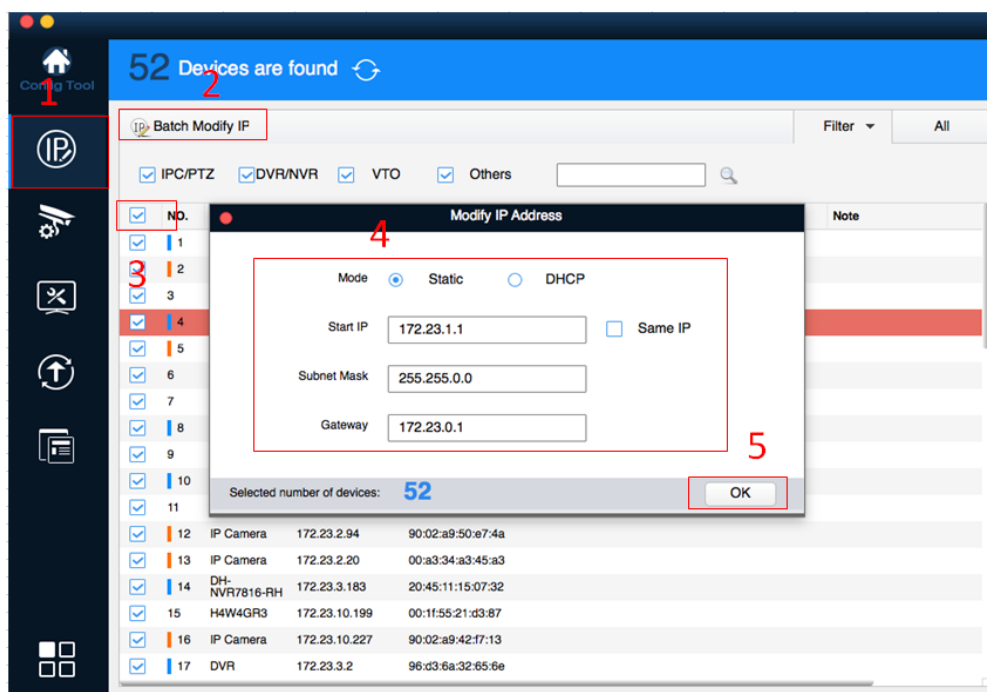 52 Devices are found
Config Tool
1
2
Batch Modify IP
Filter
All
IPC/PTZ
DVR/NVR
VTO
Others
NO.
Note
3
1
2
3
4
5
6
7
8
9
10
11
Modify IP Address
4
Mode
Static
DHCP
Start IP
172.23.1.1
Same IP
Subnet Mask
255.255.0.0
Gateway
172.23.0.1
5
Selected number of devices:
52
OK
12 IP Camera 172.23.2.94 90:02:a9:50:e7:4a
13 IP Camera 172.23.2.20 00:a3:34:a3:45:a3
14 DH-NVR7816-RH 172.23.3.183 20:45:11:15:07:32
15 H4W4GR3 172.23.10.199 00:1f:55:21:d3:87
16 IP Camera 172.23.10.227 90:02:a9:42:f7:13
17 DVR 172.23.3.2 96:d3:6a:32:65:6e